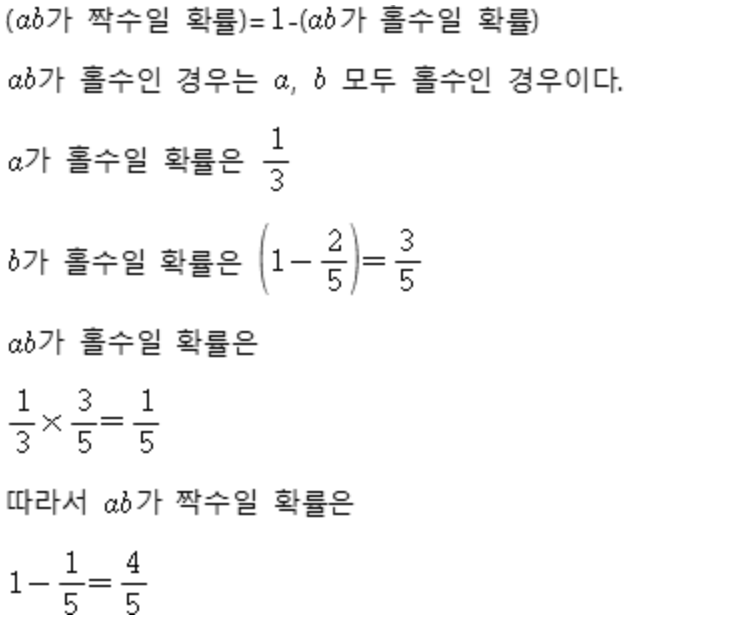 (ab가 짝수일 확률)=1-(ab가 홀수일 확률)
ab가 홀수인 경우는 a, b 모두 홀수인 경우이다.
a가 홀수일 확률은 1/3
b가 홀수일 확률은 (1-2/5)=3/5
ab가 홀수일 확률은
1/3×3/5=1/5
따라서 ab가 짝수일 확률은
1-1/5=4/5